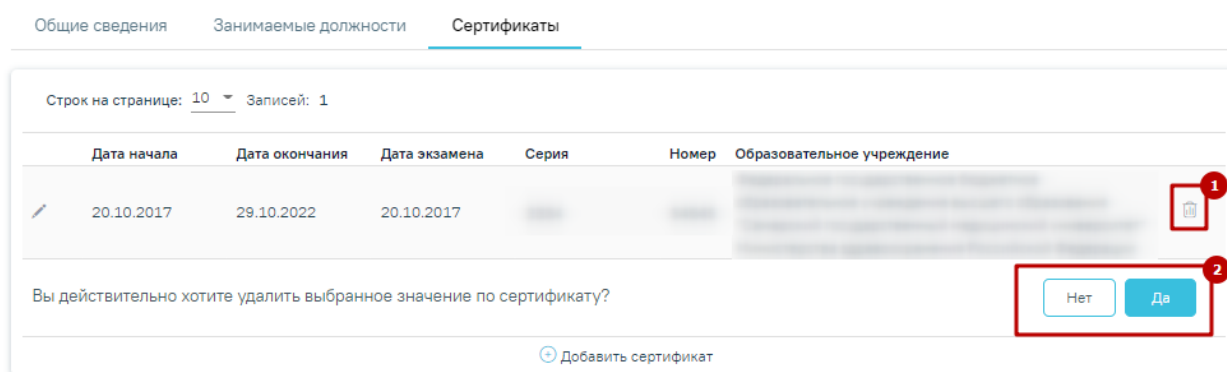 Общие сведения Занимаемые должности Сертификаты
Строк на странице: 10 Записей: 1
Дата начала Дата окончания Дата экзамена Серия Номер Образовательное учреждение
1
20.10.2017 29.10.2022 20.10.2017
2
Вы действительно хотите удалить выбранное значение по сертификату? Нет Да
Добавить сертификат